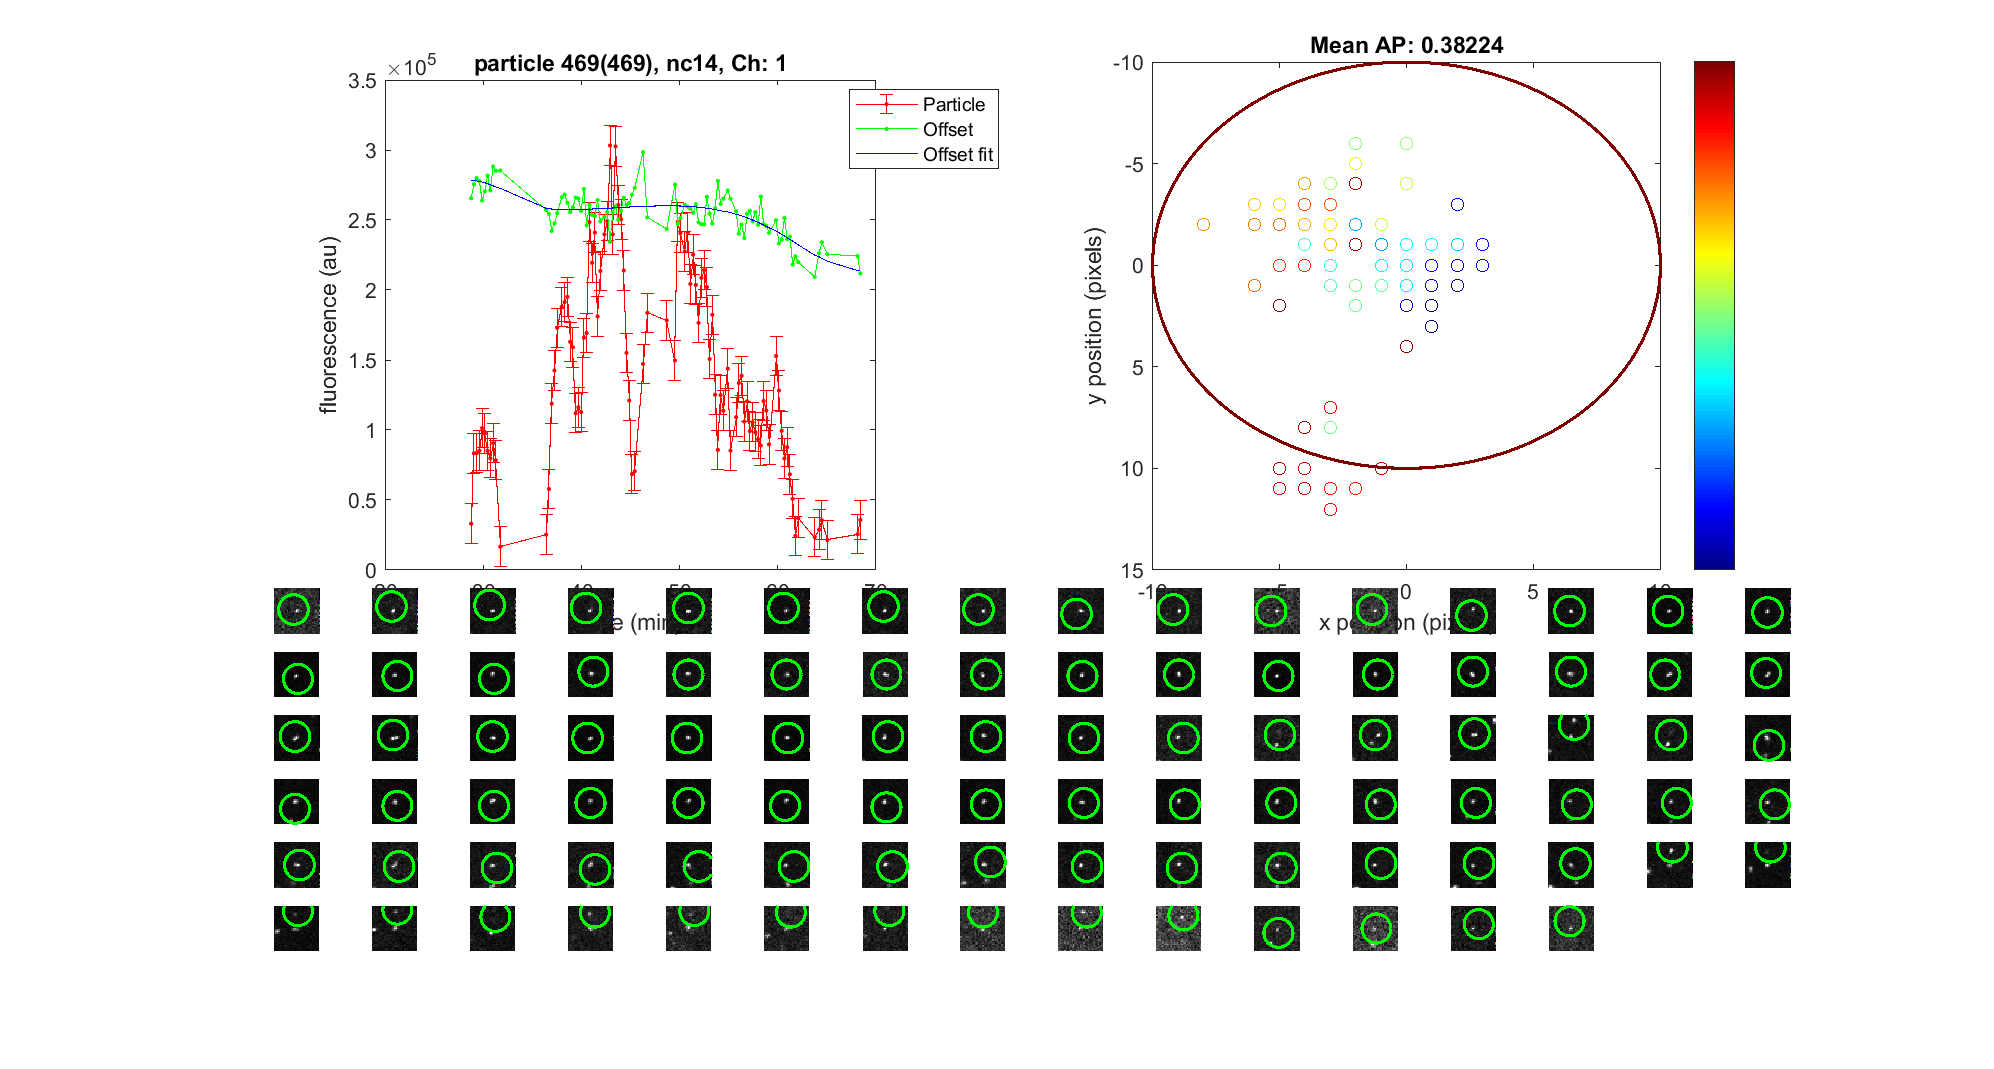 particle 469(469), nc14, Ch: 1
×10⁵
3.5
3
2.5
2
1.5
1
0.5
0
70
fluorescence (au)
Particle
Offset
Offset fit
Mean AP: 0.38224
-10
-5
0
5
10
15
0
5
y position (pixels)